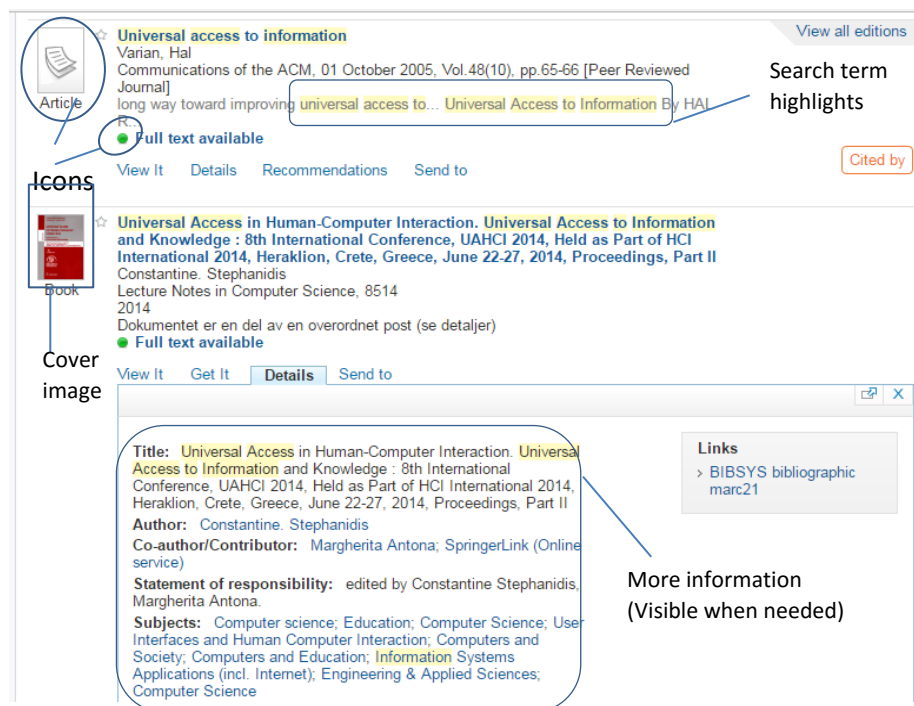 View all editions
Universal access to information
Varian, Hal
Communications of the ACM, 01 October 2005, Vol.48(10), pp.65-66 [Peer Reviewed
Journal]
long way toward improving universal access to... Universal Access to Information By HAL
R...
Full text available
Article
Search term
highlights
Icons
View It Details Recommendations Send to
Cited by
Universal Access in Human-Computer Interaction. Universal Access to Information
and Knowledge : 8th International Conference, UAHCI 2014, Held as Part of HCI
International 2014, Heraklion, Crete, Greece, June 22-27, 2014, Proceedings, Part II
Constantine. Stephanidis
Book
Lecture Notes in Computer Science, 8514
2014
Dokumentet er en del av en overordnet post (se detaljer)
Full text available
Cover
image
View It Get It Details Send to
X
Title: Universal Access in Human-Computer Interaction. Universal
Access to Information and Knowledge : 8th International
Conference, UAHCI 2014, Held as Part of HCI International 2014,
Heraklion, Crete, Greece, June 22-27, 2014, Proceedings, Part II
Author: Constantine. Stephanidis
Co-author/Contributor: Margherita Antona; SpringerLink (Online
service)
Statement of responsibility: edited by Constantine Stephanidis,
Margherita Antona.
Subjects: Computer science; Education; Computer Science; User
Interfaces and Human Computer Interaction; Computers and
Society; Computers and Education; Information Systems
Applications (incl. Internet); Engineering & Applied Sciences;
Computer Science
Links
> BIBSYS bibliographic
marc21
More information
(Visible when needed)